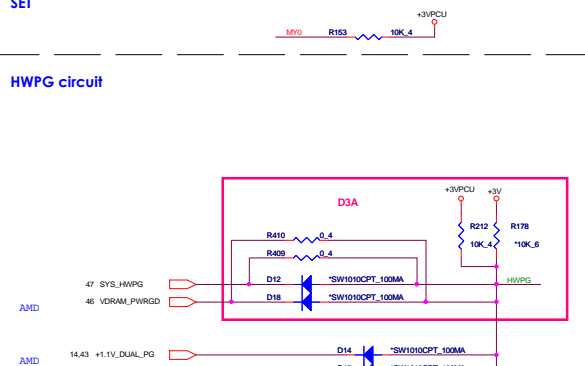 SET
+3VPCU
MY0 R153 10K_4
HWPG circuit
D3A
+3VPCU +3V
R212 R178
10K_4 *10K_6
R410 0_4
R409 0_4
47 SYS_HWPG D12 *SW1010CPT_100MA HWPG
46 VDRAM_PWRGD D18 *SW1010CPT_100MA
AMD
14,43 +1.1V_DUAL_PG D14 *SW1010CPT_100MA
AMD
*SW1010CPT_100MA